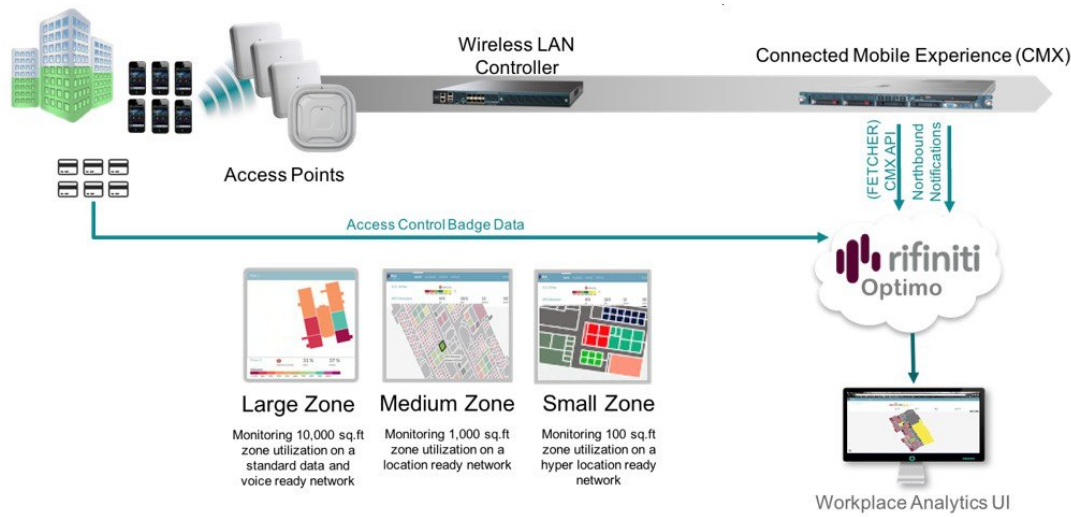 Wireless LAN
Controller
Connected Mobile Experience (CMX)
Access Points
(FETCHER)
CMX API
Northbound
Notifications
Access Control Badge Data
rifiniti
Optimo
Large Zone
Monitoring 10,000 sq.ft
zone utilization on a
standard data and
voice ready network
Medium Zone
Monitoring 1,000 sq.ft
zone utilization on a
location ready network
Small Zone
Monitoring 100 sq.ft
zone utilization on a
hyper location ready
network
Workplace Analytics UI